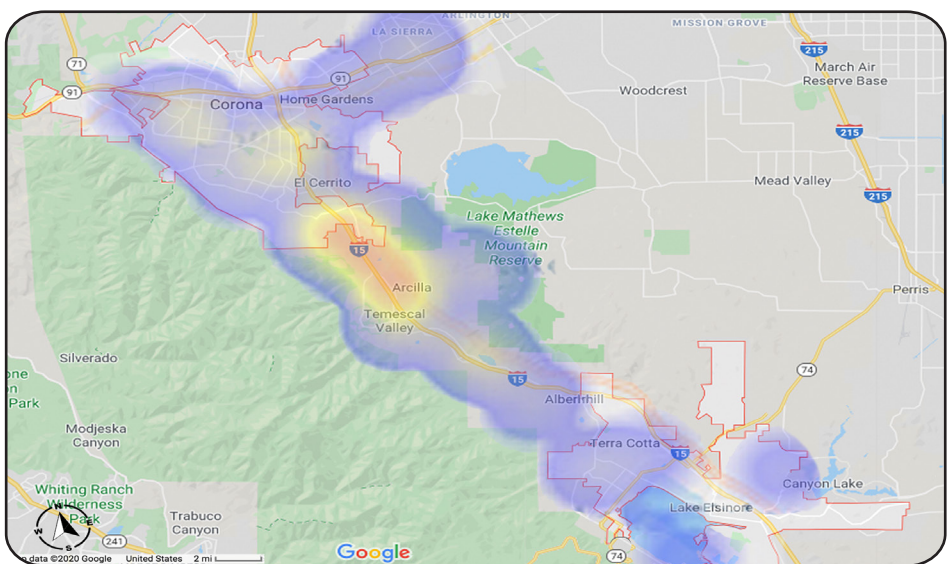 ARLINGTON
LA SIERRA
MISSION GROVE
215
71
91
91
March Air
Reserve Base
Woodcrest
Corona
Home Gardens
215
Mead Valley
215
El Cerrito
Lake Mathews
Estelle
Mountain
Reserve
15
Arcilla
Perris
Temescal
Valley
Silverado
one
on
Park
15
74
Alberhill
Modjeska
Canyon
Terra Cotta
15
Canyon Lake
Whiting Ranch
Wilderness
Park
Lake Elsinore
Trabuco
Canyon
N
E
W
S
241
Google
74
data ©2020 Google United States 2 mi